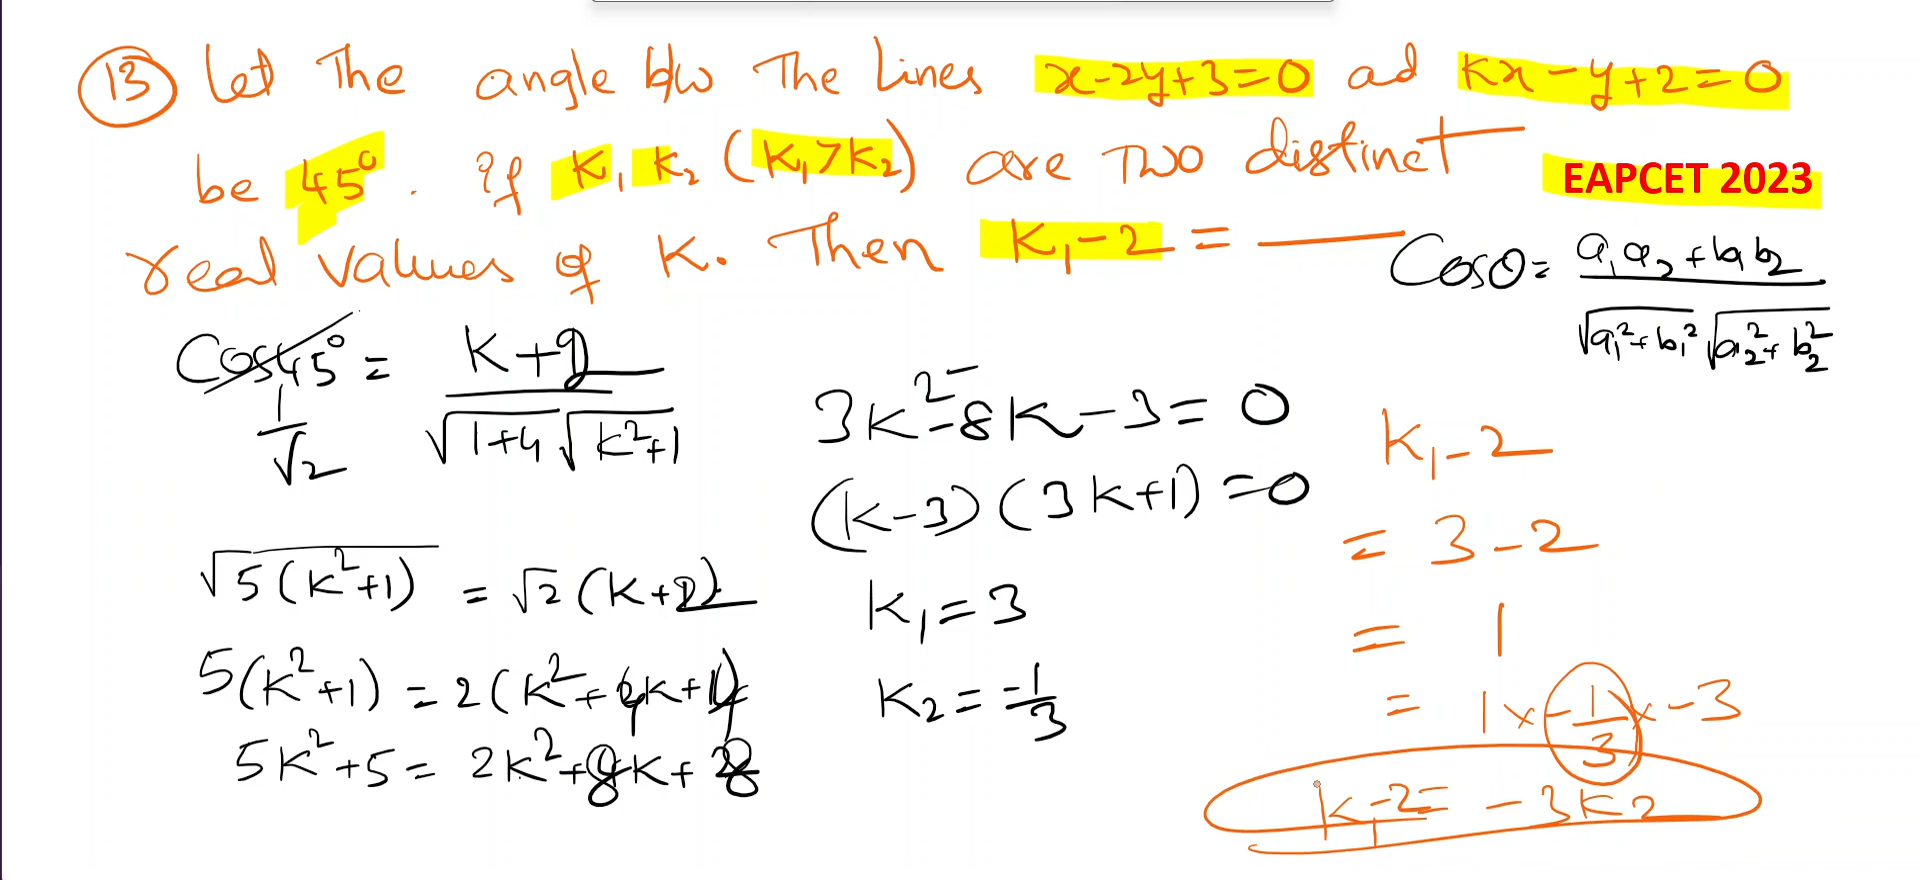 13 Let The angle b/w The Lines x-2y+3=0 ad Kx-y+2=0
be 45°. If K₁ K₂ (K₁>K₂) are Two distinct
EAPCET 2023
real values of K. Then K₁-2 = ___
Cosθ = (a₁a₂+b₁b₂)/(√(a₁²+b₁²) √(a₂²+b₂²))
Cos45° = (K+2)/(√(1+4) √(K²+1))
1/√2
√(5(K²+1)) = √2(K+2)
5(K²+1) = 2(K²+4K+4)
5K²+5 = 2K²+8K+8
3K²-8K-3=0
(K-3)(3K+1)=0
K₁=3
K₂=-1/3
K₁-2
= 3-2
= 1
= 1x-1/3x-3
K₁-2= -3K2